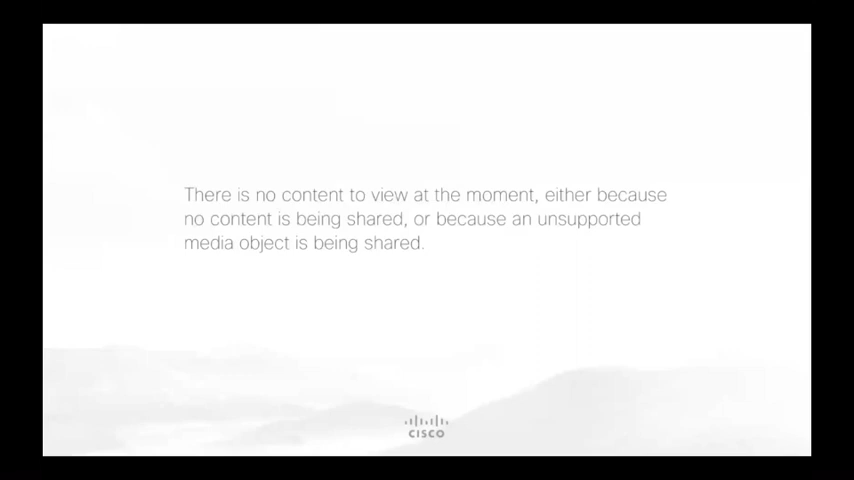 There is no content to view at the moment, either because
no content is being shared, or because an unsupported
media object is being shared.
CISCO